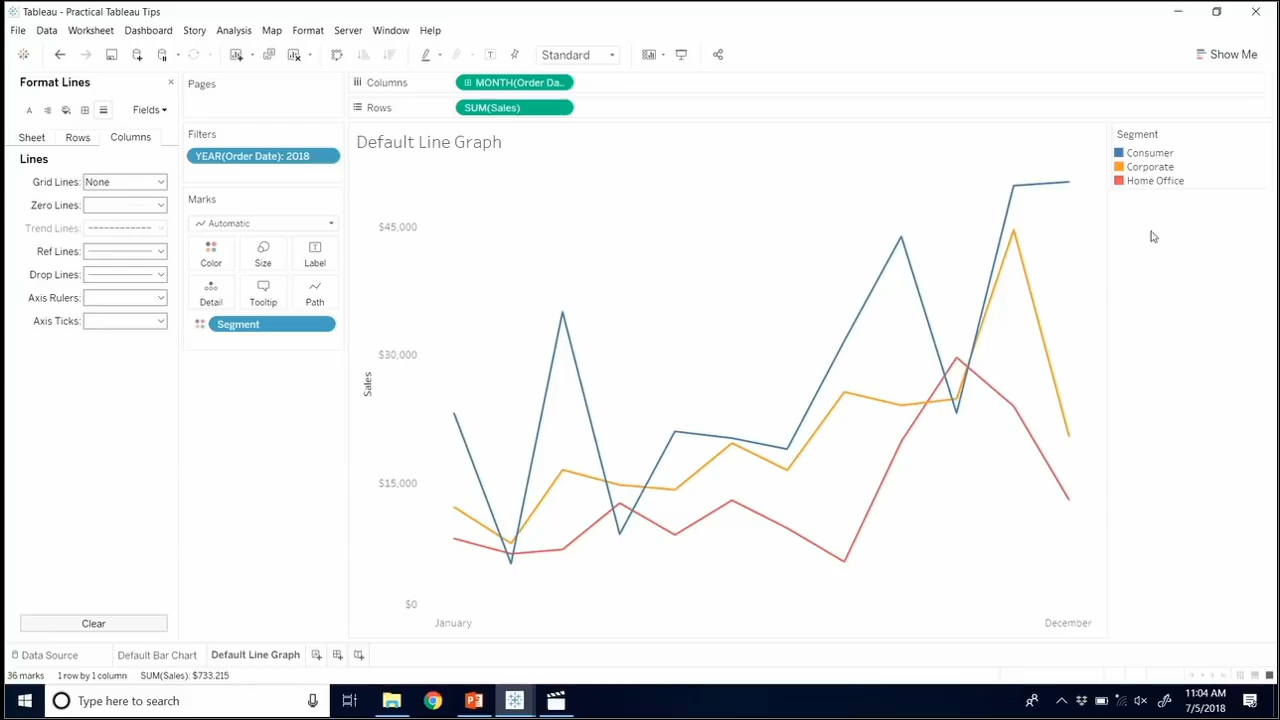 Tableau - Practical Tableau Tips
File Data Worksheet Dashboard Story Analysis Map Format Server Window Help
Standard
Show Me
Format Lines
Fields
Sheet Rows Columns
Lines
Grid Lines: None
Zero Lines:
Trend Lines:
Ref Lines:
Drop Lines:
Axis Rulers:
Axis Ticks:
Clear
Pages
Filters
YEAR(Order Date): 2018
Marks
Automatic
Color Size Label
Detail Tooltip Path
Segment
Columns MONTH(Order Da..
Rows SUM(Sales)
Default Line Graph
$45,000
$30,000
$15,000
$0
Sales
January December
Segment
Consumer
Corporate
Home Office
Data Source Default Bar Chart Default Line Graph
36 marks 1 row by 1 column SUM(Sales): $733,215
Type here to search
11:04 AM
7/5/2018